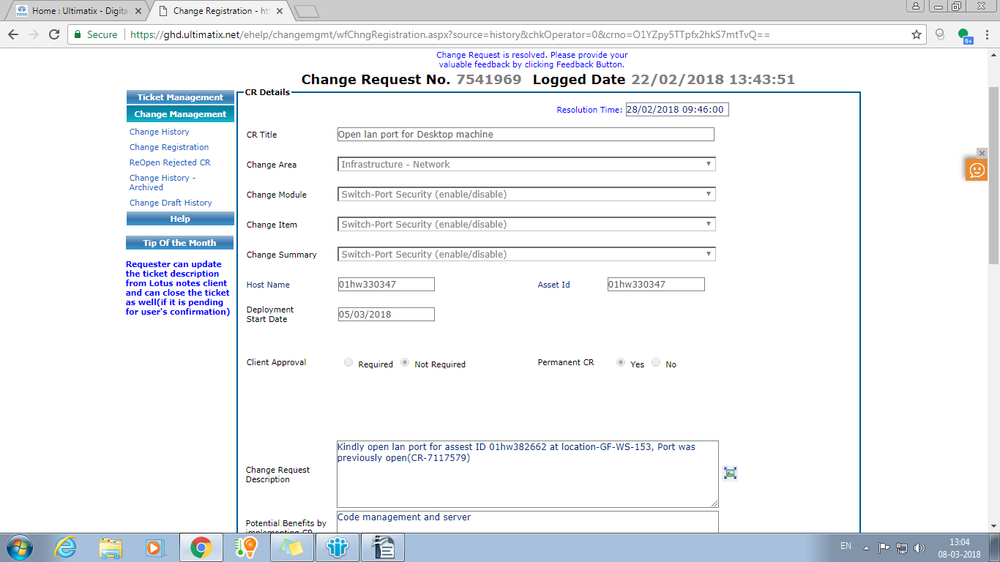 Home : Ultimatix - Digita
Change Registration - ht
Secure
https://ghd.ultimatix.net/ehelp/changemgmt/wfChngRegistration.aspx?source=history&chkOperator=0&crno=O1YZpy5TTpfx2hkS7mtTvQ==
9+
Change Request is resolved. Please provide your
valuable feedback by clicking Feedback Button.
Change Request No. 7541969 Logged Date 22/02/2018 13:43:51
Ticket Management
Change Management
Change History
Change Registration
ReOpen Rejected CR
Change History -
Archived
Change Draft History
Help
Tip Of the Month
Requester can update
the ticket description
from Lotus notes client
and can close the ticket
as well(if it is pending
for user's confirmation)
CR Details
Resolution Time: 28/02/2018 09:46:00
CR Title Open lan port for Desktop machine
Change Area Infrastructure - Network
Change Module Switch-Port Security (enable/disable)
Change Item Switch-Port Security (enable/disable)
Change Summary Switch-Port Security (enable/disable)
Host Name 01hw330347 Asset Id 01hw330347
Deployment
Start Date 05/03/2018
Client Approval Required Not Required Permanent CR Yes No
Change Request
Description
Kindly open lan port for assest ID 01hw382662 at location-GF-WS-153, Port was
previously open(CR-7117579)
Potential Benefits by
implementing CR
Code management and server
EN
13:04
08-03-2018